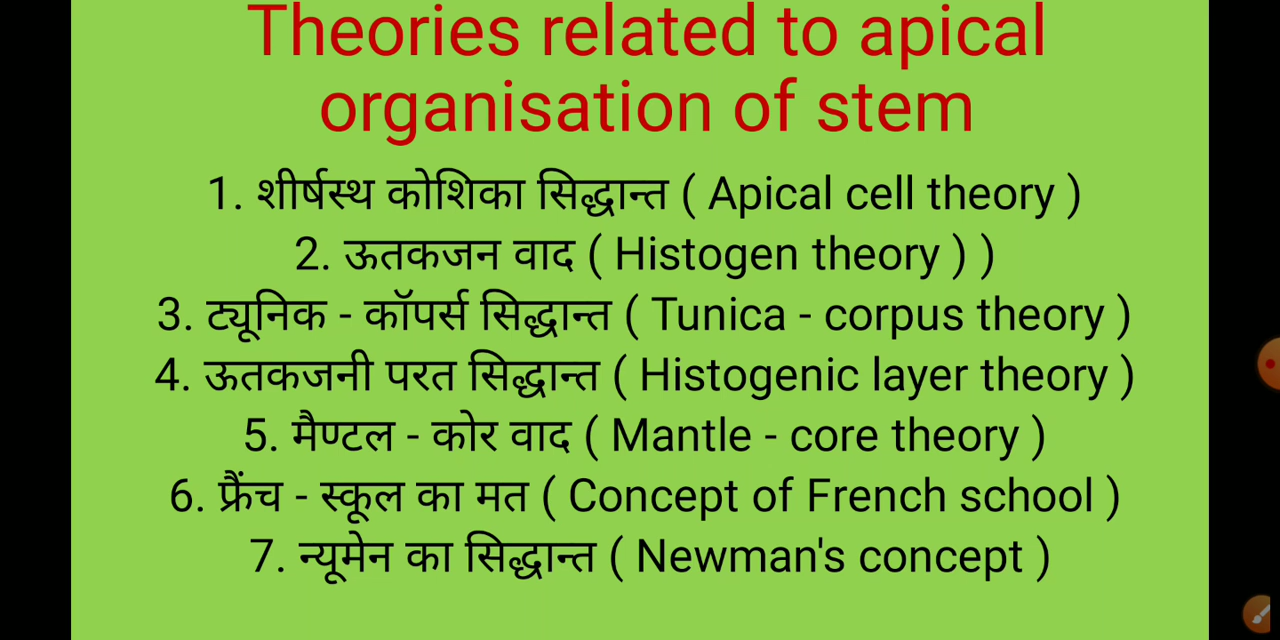 Theories related to apical
organisation of stem
1. शीर्षस्थ कोशिका सिद्धान्त ( Apical cell theory )
2. ऊतकजन वाद ( Histogen theory ) )
3. ट्यूनिक - कॉपर्स सिद्धान्त ( Tunica - corpus theory )
4. ऊतकजनी परत सिद्धान्त ( Histogenic layer theory )
5. मैण्टल - कोर वाद ( Mantle - core theory )
6. फ्रैंच - स्कूल का मत ( Concept of French school )
7. न्यूमेन का सिद्धान्त ( Newman's concept )